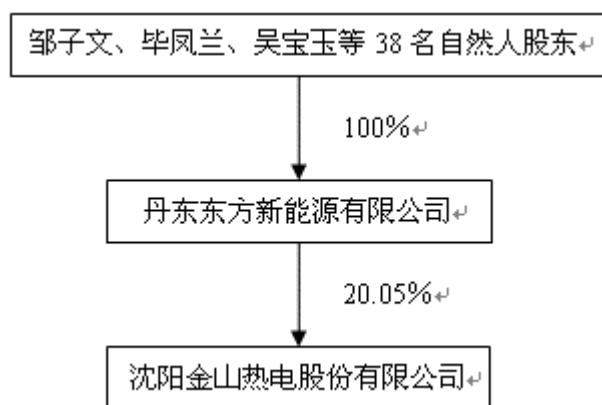 邹子文、毕凤兰、吴宝玉等 38 名自然人股东
100%
丹东东方新能源有限公司
20.05%
沈阳金山热电股份有限公司